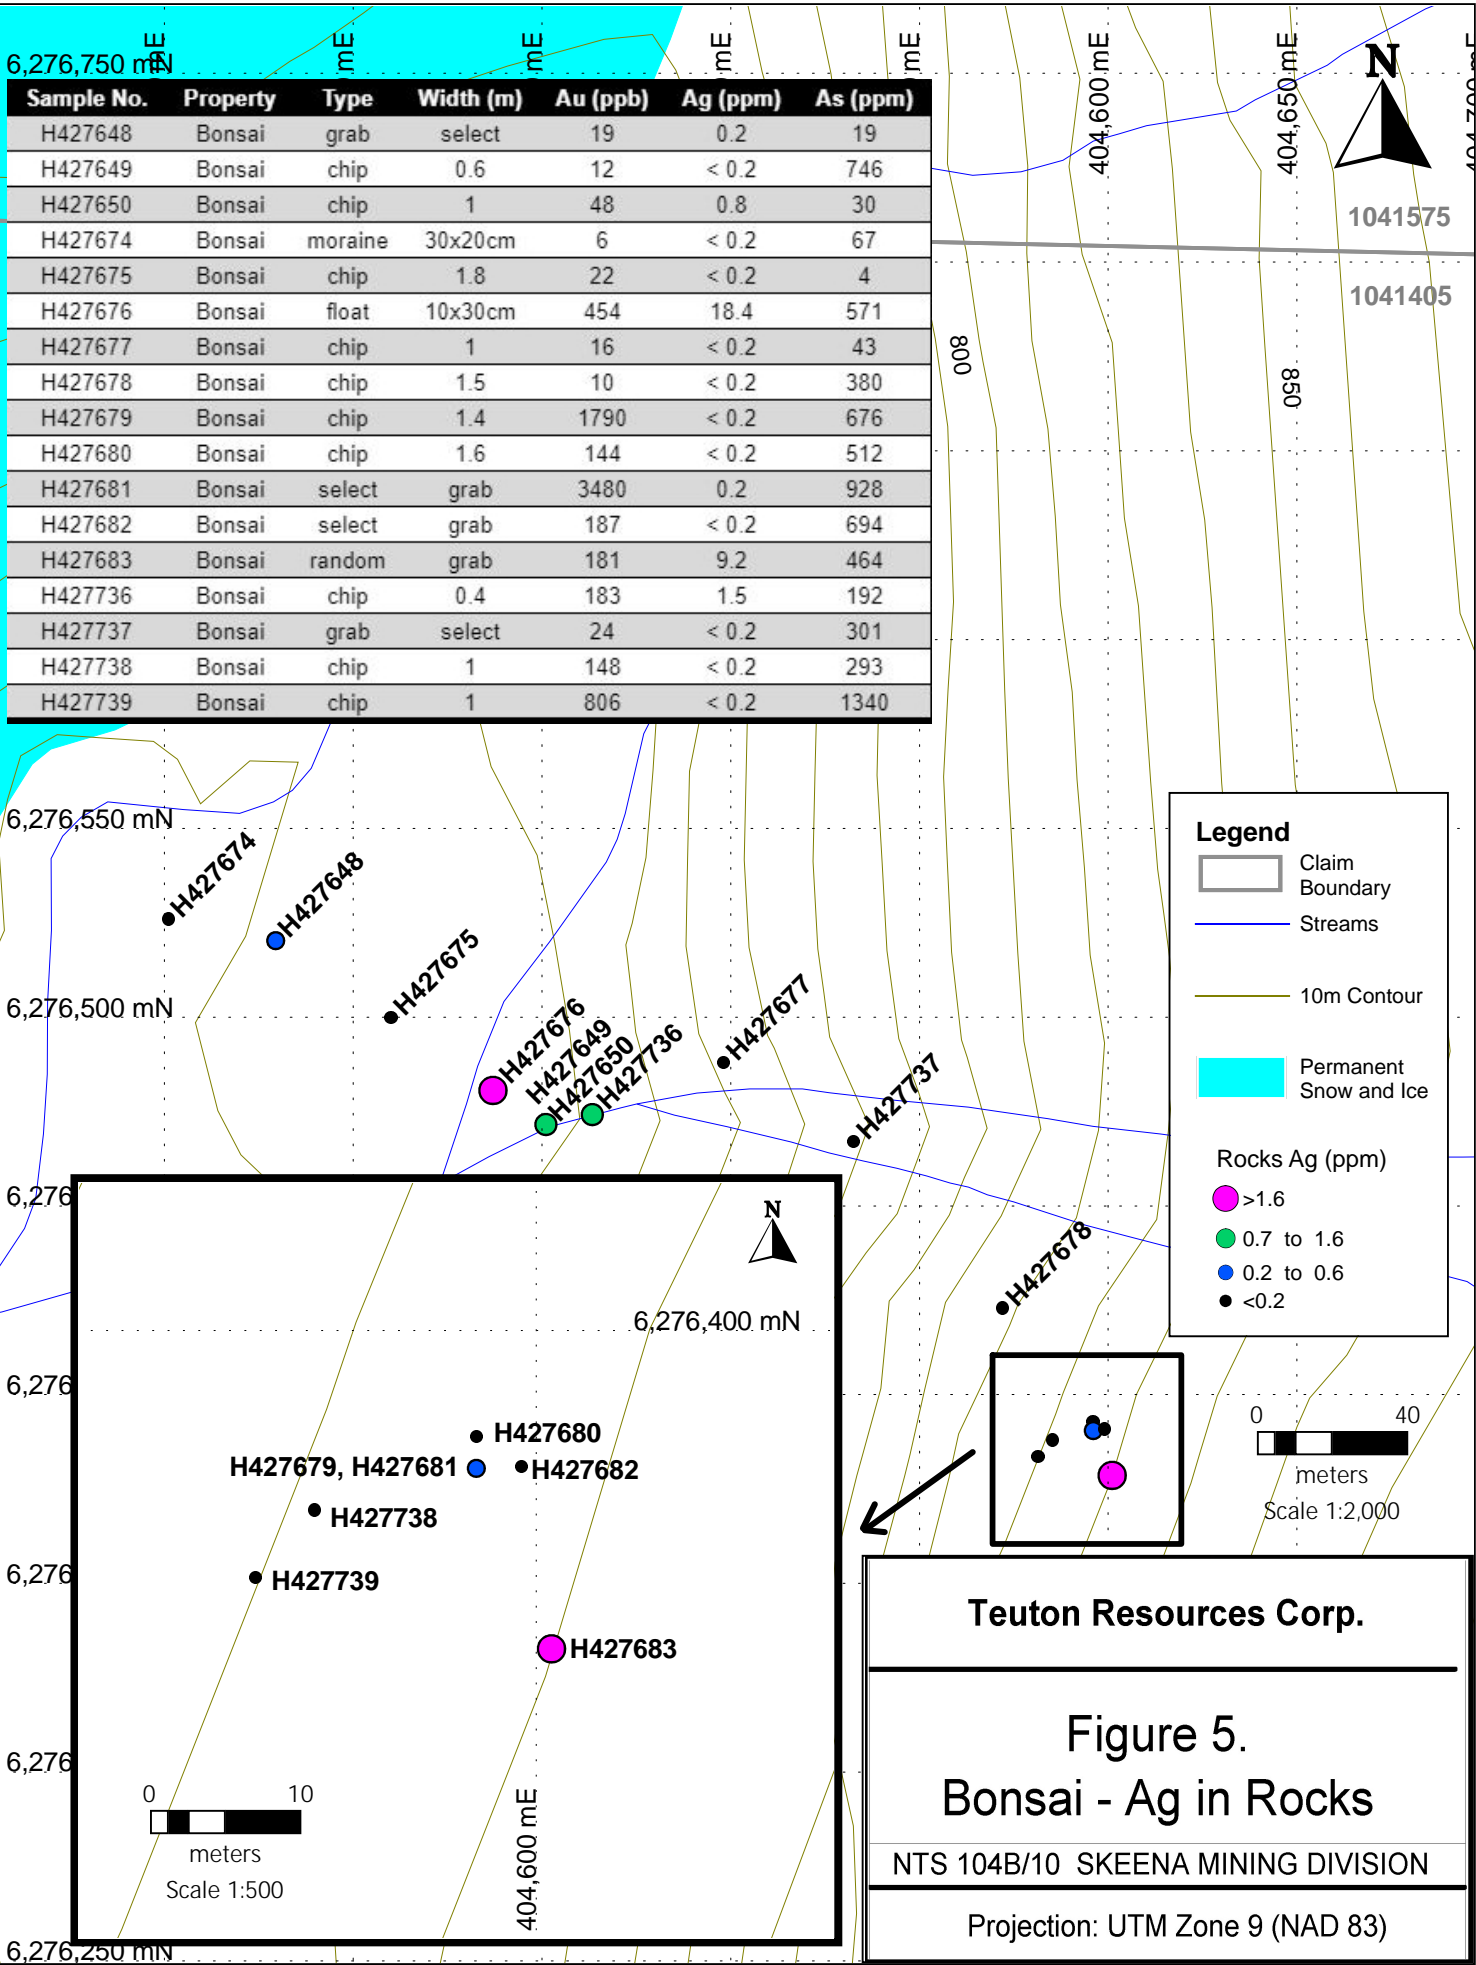 6,276,750 mN
mE
mE
mE
mE
mE
404,600 mE
404,650 mE
N
Sample No. Property Type Width (m) Au (ppb) Ag (ppm) As (ppm)
H427648 Bonsai grab select 19 0.2 19
H427649 Bonsai chip 0.6 12 < 0.2 746
H427650 Bonsai chip 1 48 0.8 30
H427674 Bonsai moraine 30x20cm 6 < 0.2 67
H427675 Bonsai chip 1.8 22 < 0.2 4
H427676 Bonsai float 10x30cm 454 18.4 571
H427677 Bonsai chip 1 16 < 0.2 43
H427678 Bonsai chip 1.5 10 < 0.2 380
H427679 Bonsai chip 1.4 1790 < 0.2 676
H427680 Bonsai chip 1.6 144 < 0.2 512
H427681 Bonsai select grab 3480 0.2 928
H427682 Bonsai select grab 187 < 0.2 694
H427683 Bonsai random grab 181 9.2 464
H427736 Bonsai chip 0.4 183 1.5 192
H427737 Bonsai grab select 24 < 0.2 301
H427738 Bonsai chip 1 148 < 0.2 293
H427739 Bonsai chip 1 806 < 0.2 1340
1041575
1041405
800
850
6,276,550 mN
H427674
H427648
H427675
6,276,500 mN
H427676
H427649
H427650
H427736
H427677
H427737
H427678
Legend
Claim
Boundary
Streams
10m Contour
Permanent
Snow and Ice
Rocks Ag (ppm)
>1.6
0.7 to 1.6
0.2 to 0.6
<0.2
6,276
6,276
6,276
6,276
6,276,250 mN
N
6,276,400 mN
H427680
H427679, H427681
H427682
H427738
H427739
H427683
0 10
meters
Scale 1:500
404,600 mE
0 40
meters
Scale 1:2,000
Teuton Resources Corp.
Figure 5.
Bonsai - Ag in Rocks
NTS 104B/10 SKEENA MINING DIVISION
Projection: UTM Zone 9 (NAD 83)